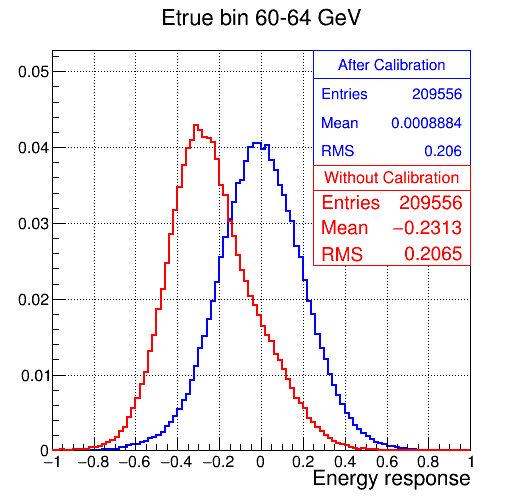 Etrue bin 60-64 GeV
After Calibration
Entries 209556
Mean 0.0008884
RMS 0.206
Without Calibration
Entries 209556
Mean −0.2313
RMS 0.2065
0.05
0.04
0.03
0.02
0.01
0
−1 −0.8 −0.6 −0.4 −0.2 0 0.2 0.4 0.6 0.8 1
Energy response